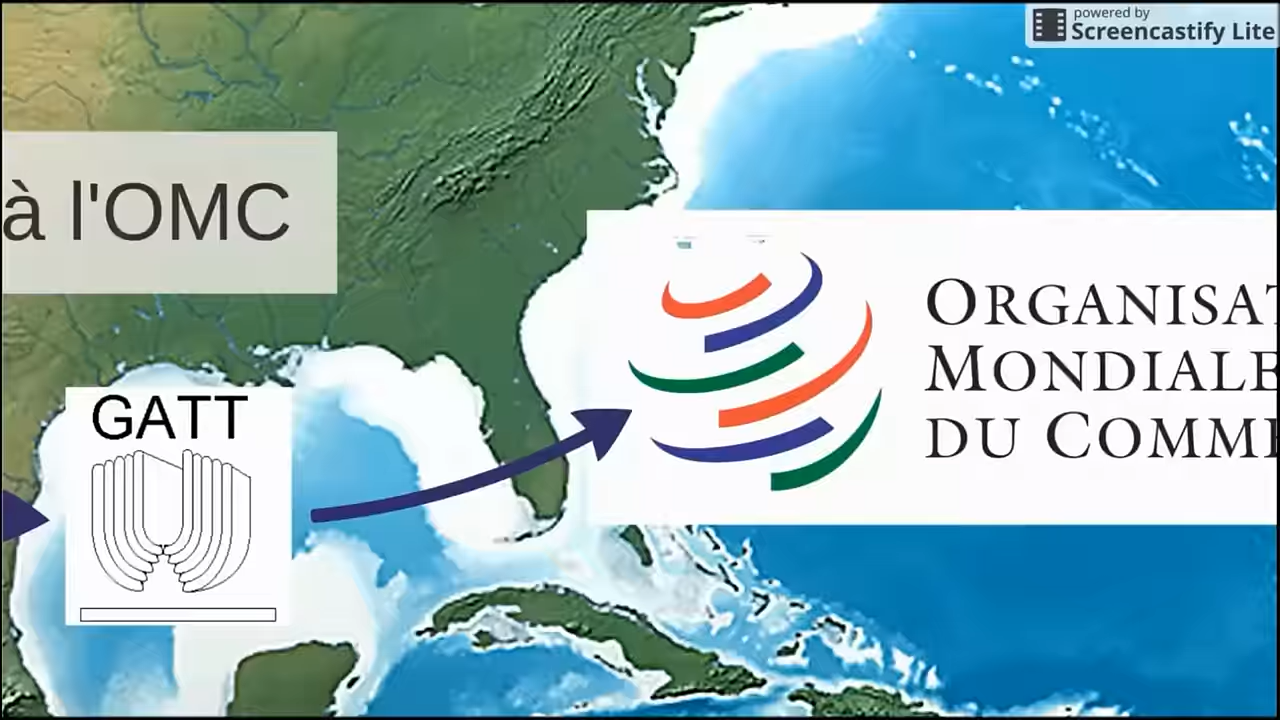 powered by
Screencastify Lite
à l'OMC
GATT
ORGANISAT
MONDIALE
DU COMME